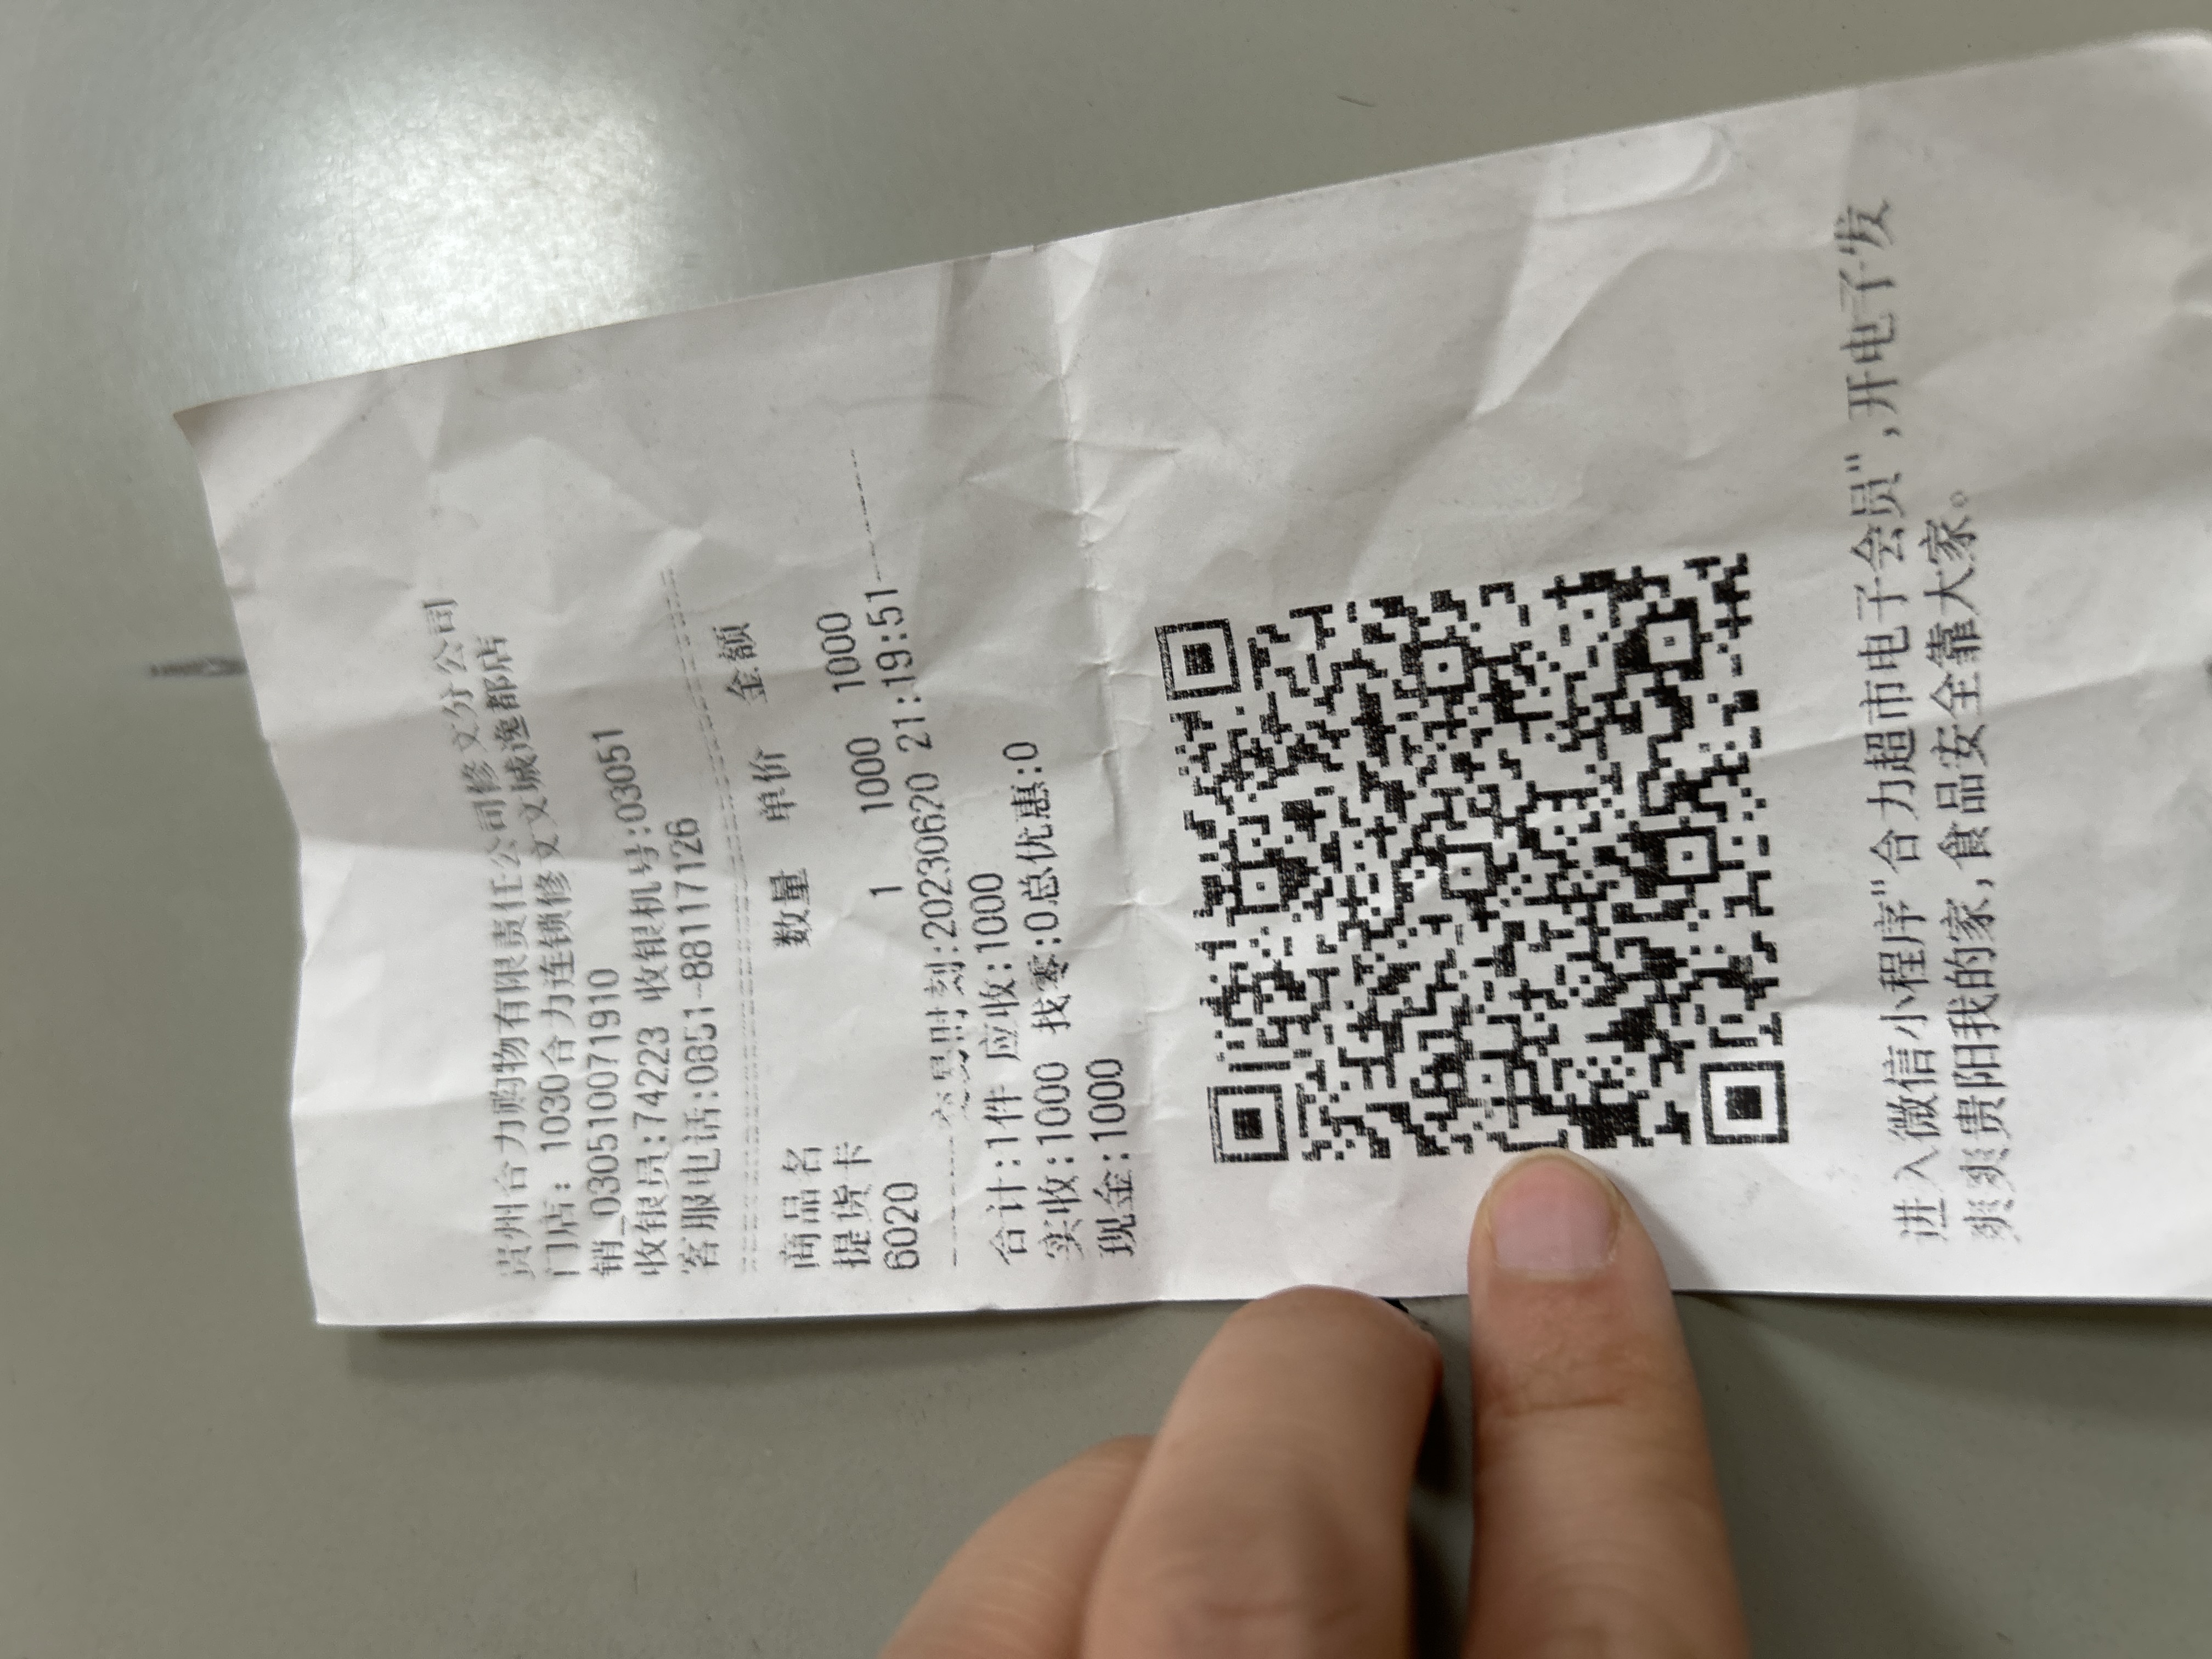 贵州合力购物有限责任公司修文分公司
门店: 1030合力连锁修文文城逸都店
销_0305100719​10
收银员:74223 收银机号:03051
客服电话:0851-88117126
商品名 数量 单价 金额
提货卡
6020 1 1000 1000
交易时刻:20230620 21:19:51
合计:1件 应收:1000
实收:1000 找零:0总优惠:0
现金:1000
进入微信小程序"合力超市电子会员",开电子发
爽爽贵阳我的家,食品安全靠大家。